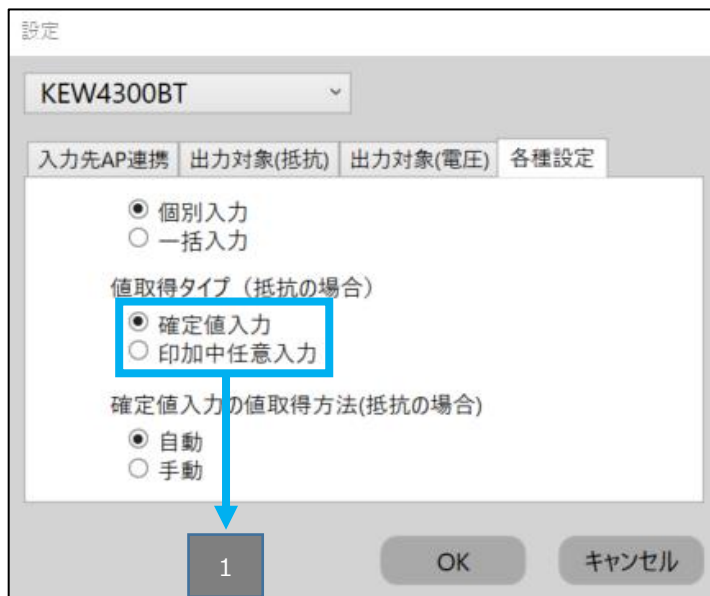 設定
KEW4300BT
入力先AP連携 出力対象(抵抗) 出力対象(電圧) 各種設定
個別入力
一括入力
値取得タイプ（抵抗の場合）
確定値入力
印加中任意入力
確定値入力の値取得方法(抵抗の場合)
自動
手動
1
OK キャンセル